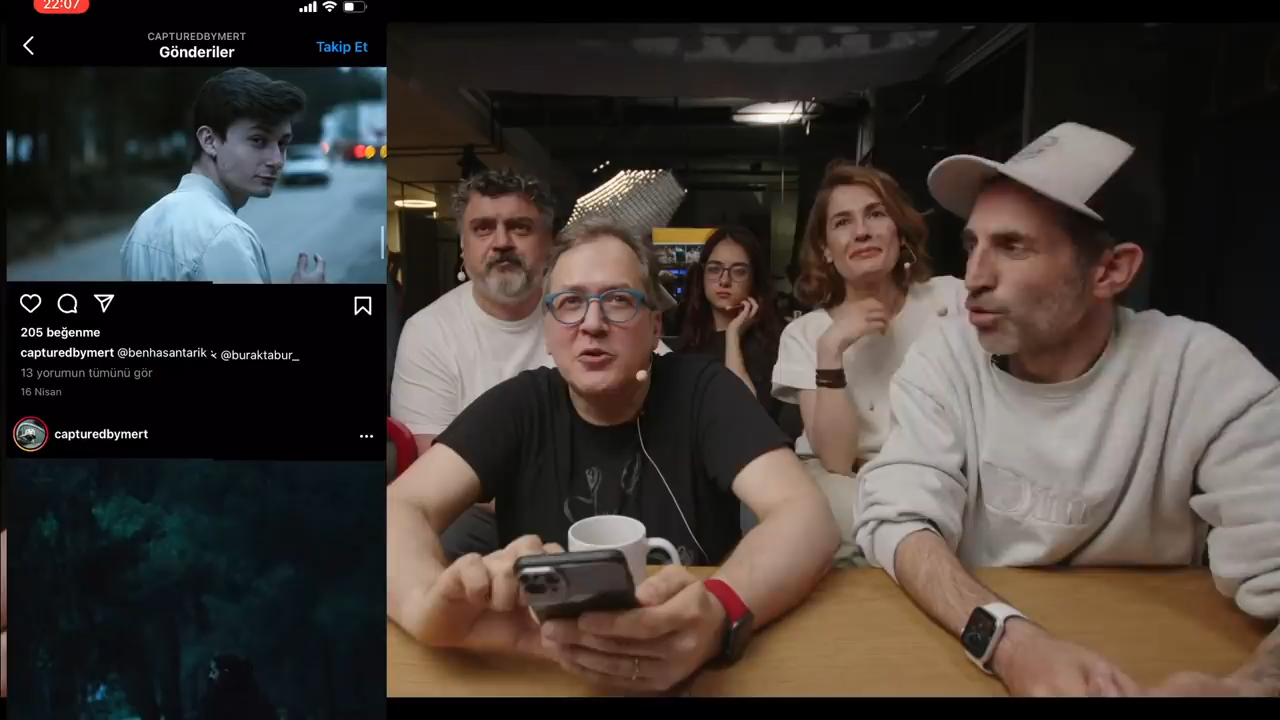 22:07
CAPTUREDBYMERT
Gönderiler
Takip Et
205 beğenme
capturedbymert @benhasantarik @buraktabur_
13 yorumun tümünü gör
16 Nisan
capturedbymert